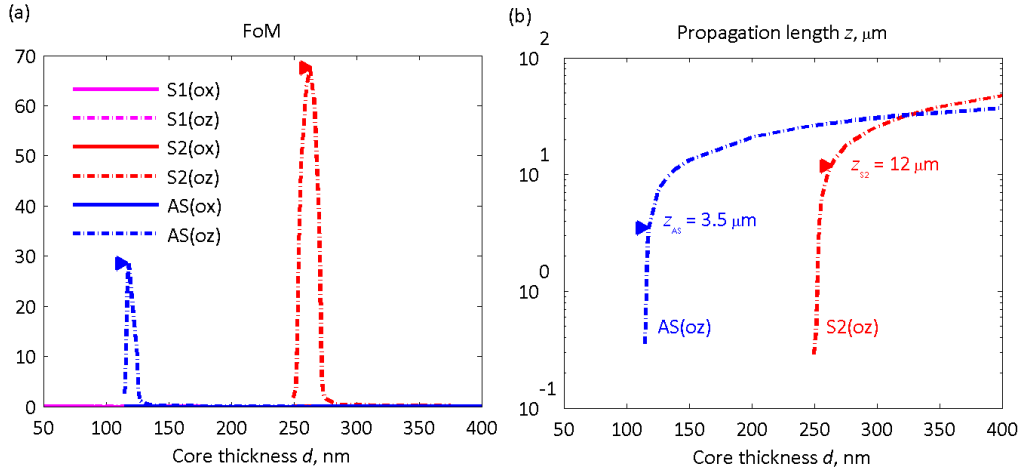 (a)
FoM
70
60
50
40
30
20
10
0
S1(ox)
S1(oz)
S2(ox)
S2(oz)
AS(ox)
AS(oz)
50 100 150 200 250 300 350 400
Core thickness d, nm
(b)
Propagation length z, μm
10 2
10 1
10 0
10 -1
z_S2 = 12 μm
z_AS = 3.5 μm
AS(oz)
S2(oz)
50 100 150 200 250 300 350 400
Core thickness d, nm